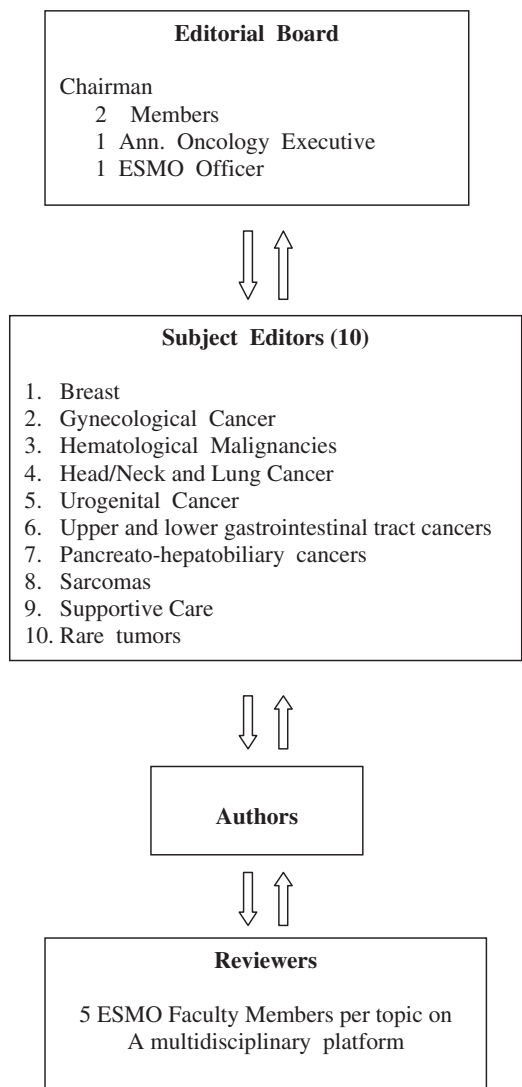 Editorial Board
Chairman
2 Members
1 Ann. Oncology Executive
1 ESMO Officer
Subject Editors (10)
1. Breast
2. Gynecological Cancer
3. Hematological Malignancies
4. Head/Neck and Lung Cancer
5. Urogenital Cancer
6. Upper and lower gastrointestinal tract cancers
7. Pancreato-hepatobiliary cancers
8. Sarcomas
9. Supportive Care
10. Rare tumors
Authors
Reviewers
5 ESMO Faculty Members per topic on
A multidisciplinary platform